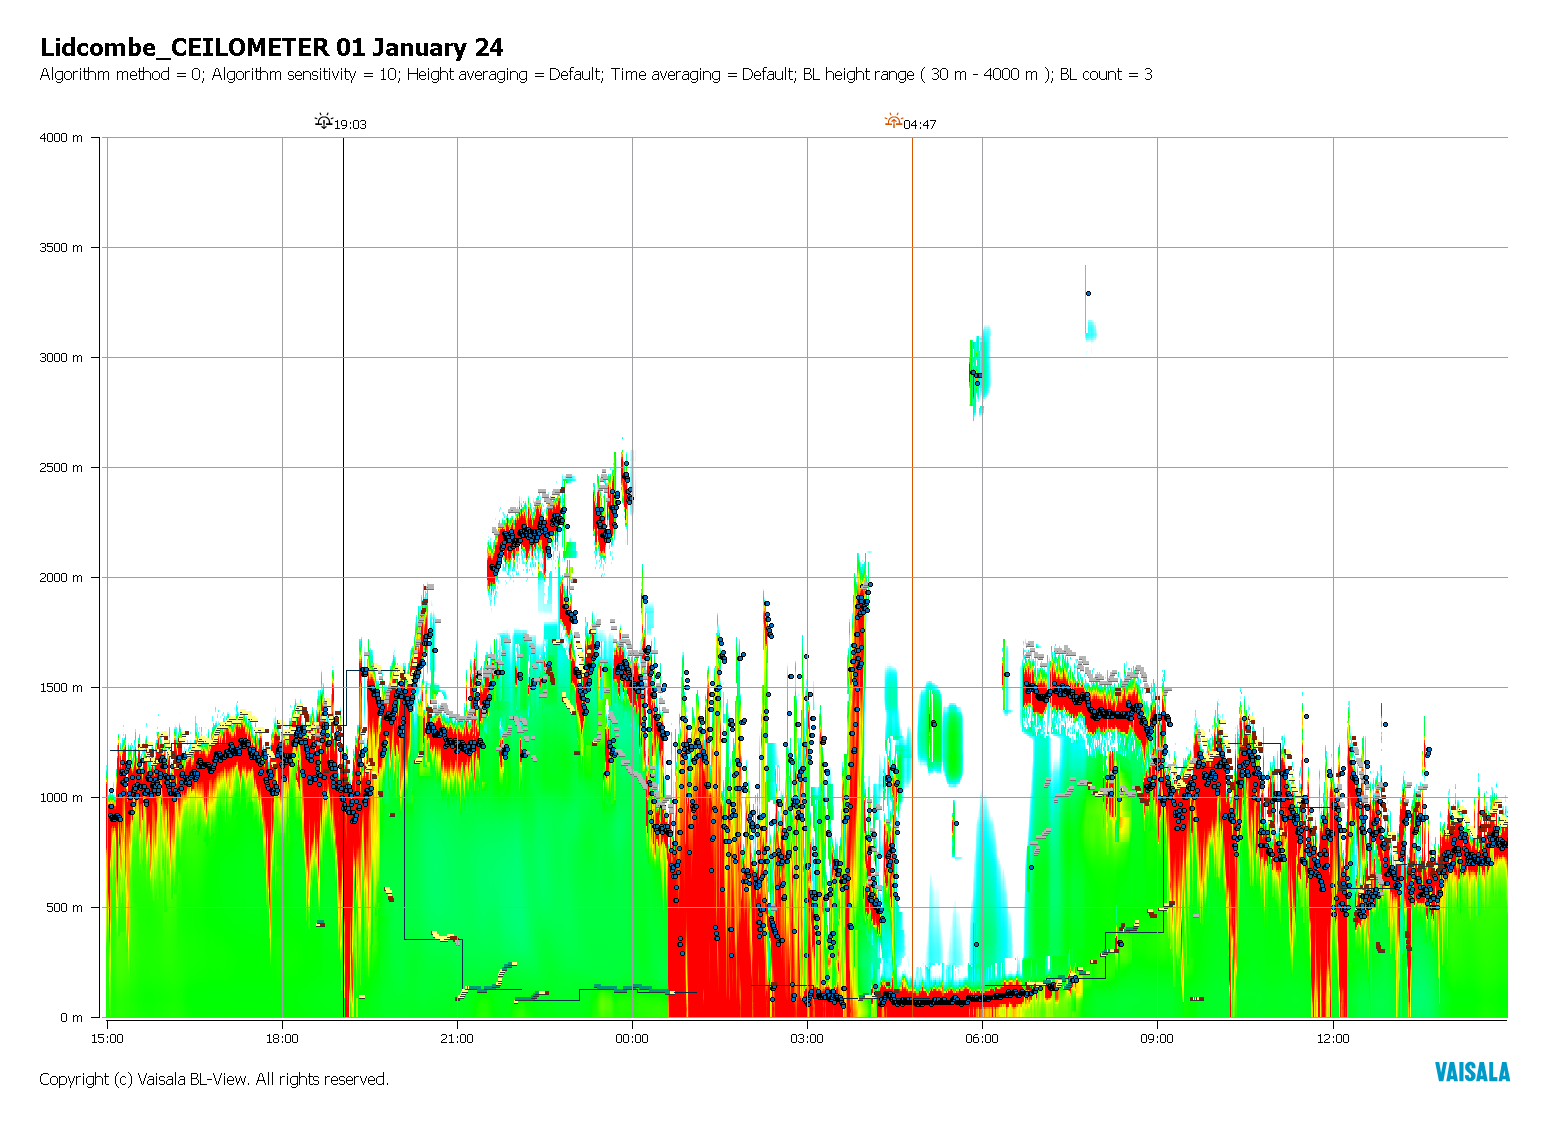 Lidcombe_CEILOMETER 01 January 24
Algorithm method = 0; Algorithm sensitivity = 10; Height averaging = Default; Time averaging = Default; BL height range ( 30 m - 4000 m ); BL count = 3
19:03
04:47
4000 m
3500 m
3000 m
2500 m
2000 m
1500 m
1000 m
500 m
0 m
15:00
18:00
21:00
00:00
03:00
06:00
09:00
12:00
Copyright (c) Vaisala BL-View. All rights reserved.
VAISALA